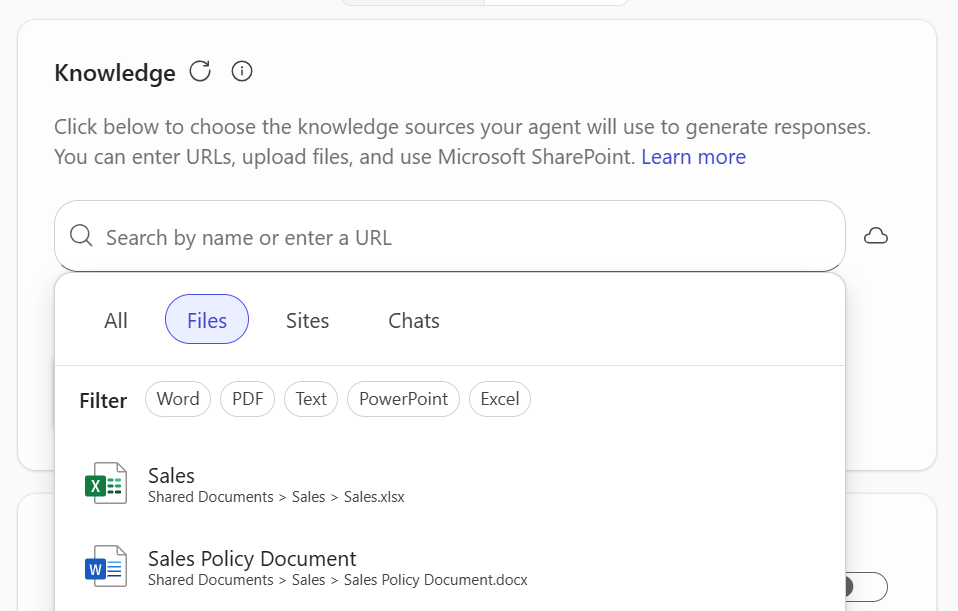 Knowledge
Click below to choose the knowledge sources your agent will use to generate responses.
You can enter URLs, upload files, and use Microsoft SharePoint. Learn more
Search by name or enter a URL
All Files Sites Chats
Filter Word PDF Text PowerPoint Excel
Sales
Shared Documents > Sales > Sales.xlsx
Sales Policy Document
Shared Documents > Sales > Sales Policy Document.docx